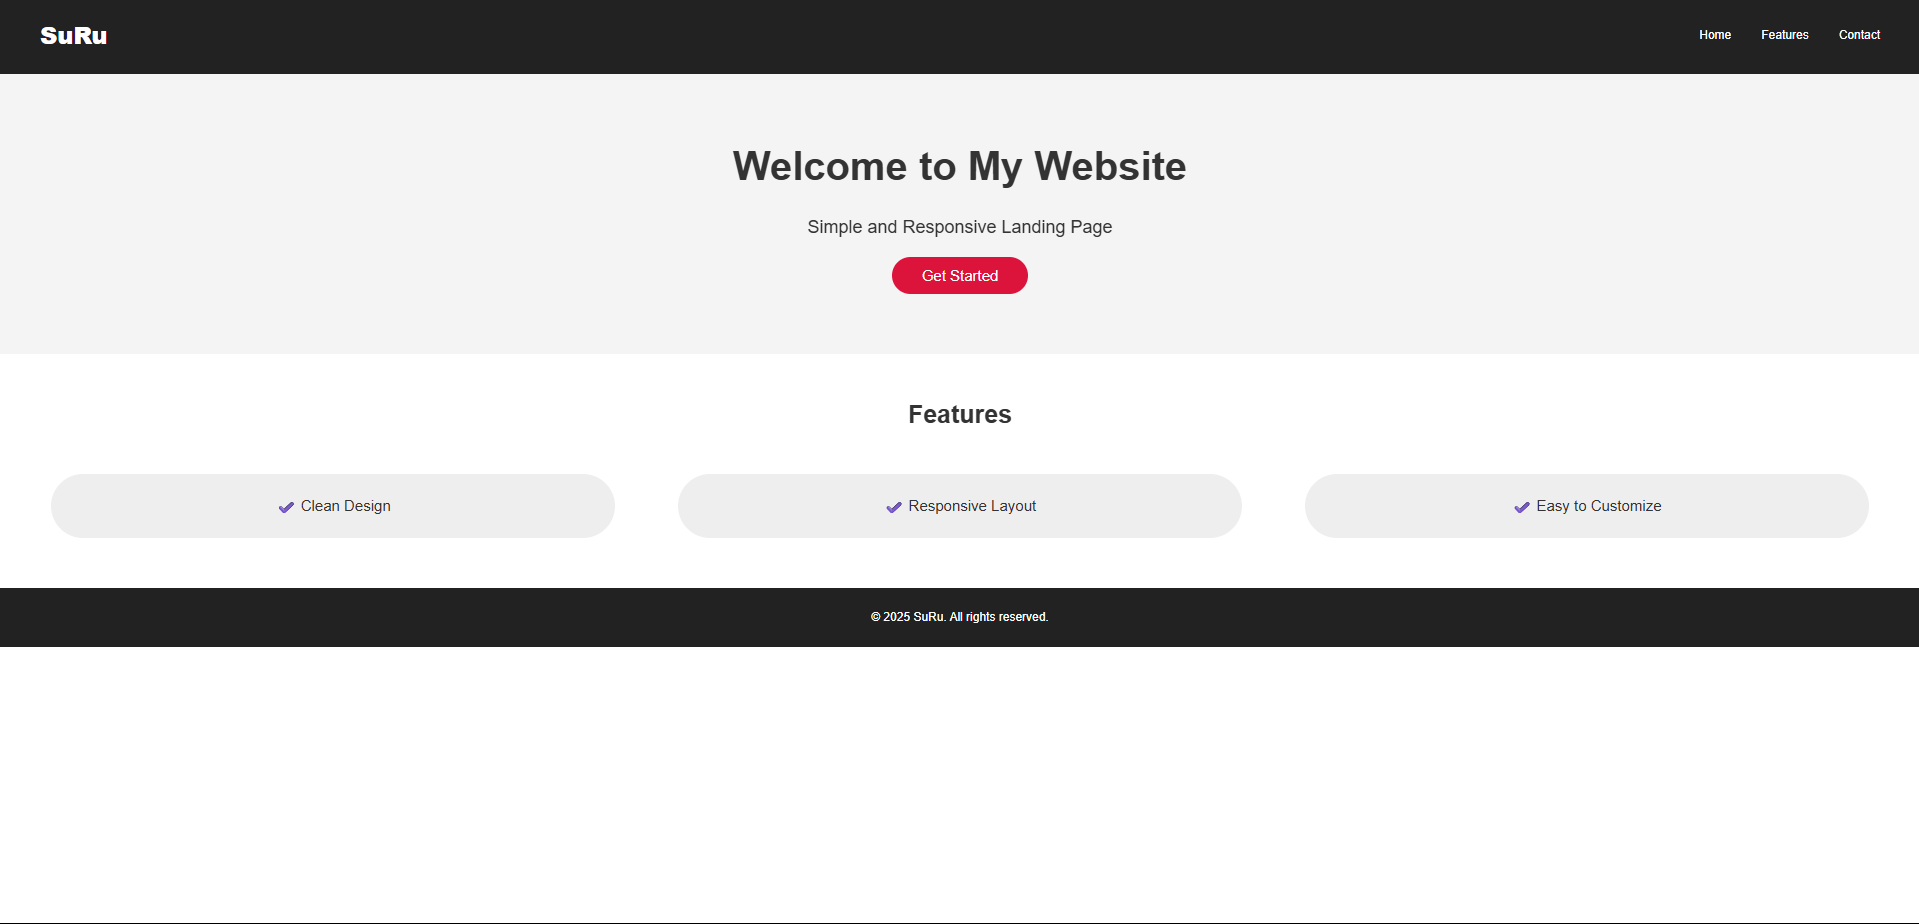 SuRu
Home Features Contact
Welcome to My Website
Simple and Responsive Landing Page
Get Started
Features
✔ Clean Design
✔ Responsive Layout
✔ Easy to Customize
© 2025 SuRu. All rights reserved.